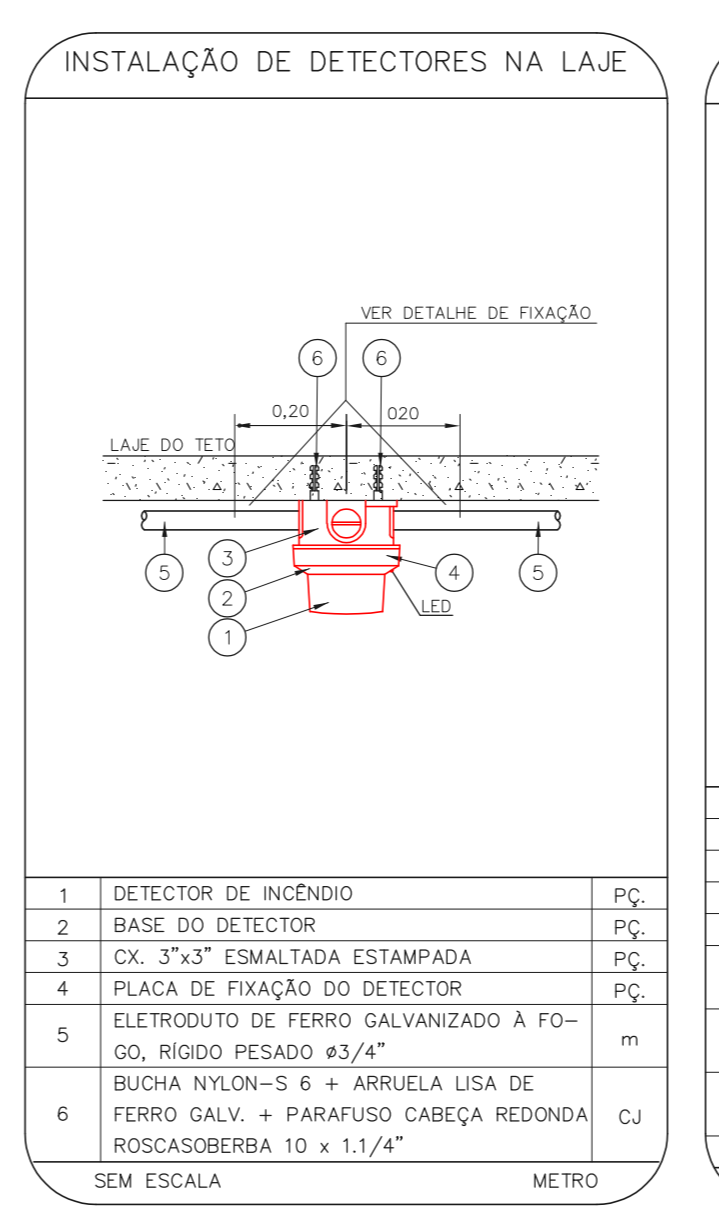 INSTALAÇÃO DE DETECTORES NA LAJE
VER DETALHE DE FIXAÇÃO
6 6
0,20 020
LAJE DO TETO
5 3 4 5
2
LED
1
1 DETECTOR DE INCÊNDIO PÇ.
2 BASE DO DETECTOR PÇ.
3 CX. 3"x3" ESMALTADA ESTAMPADA PÇ.
4 PLACA DE FIXAÇÃO DO DETECTOR PÇ.
5 ELETRODUTO DE FERRO GALVANIZADO À FO-
GO, RÍGIDO PESADO ø3/4" m
BUCHA NYLON-S 6 + ARRUELA LISA DE
6 FERRO GALV. + PARAFUSO CABEÇA REDONDA CJ
ROSCASOBERBA 10 x 1.1/4"
SEM ESCALA METRO